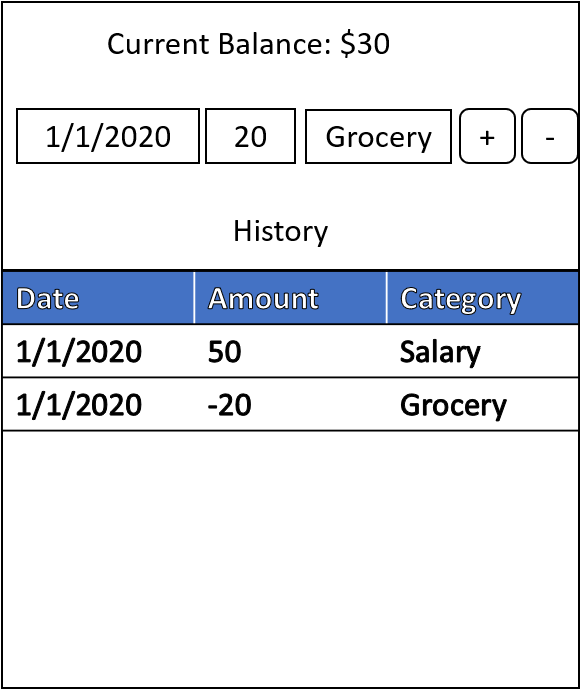 Current Balance: $30
1/1/2020 20 Grocery + -
History
Date Amount Category
1/1/2020 50 Salary
1/1/2020 -20 Grocery